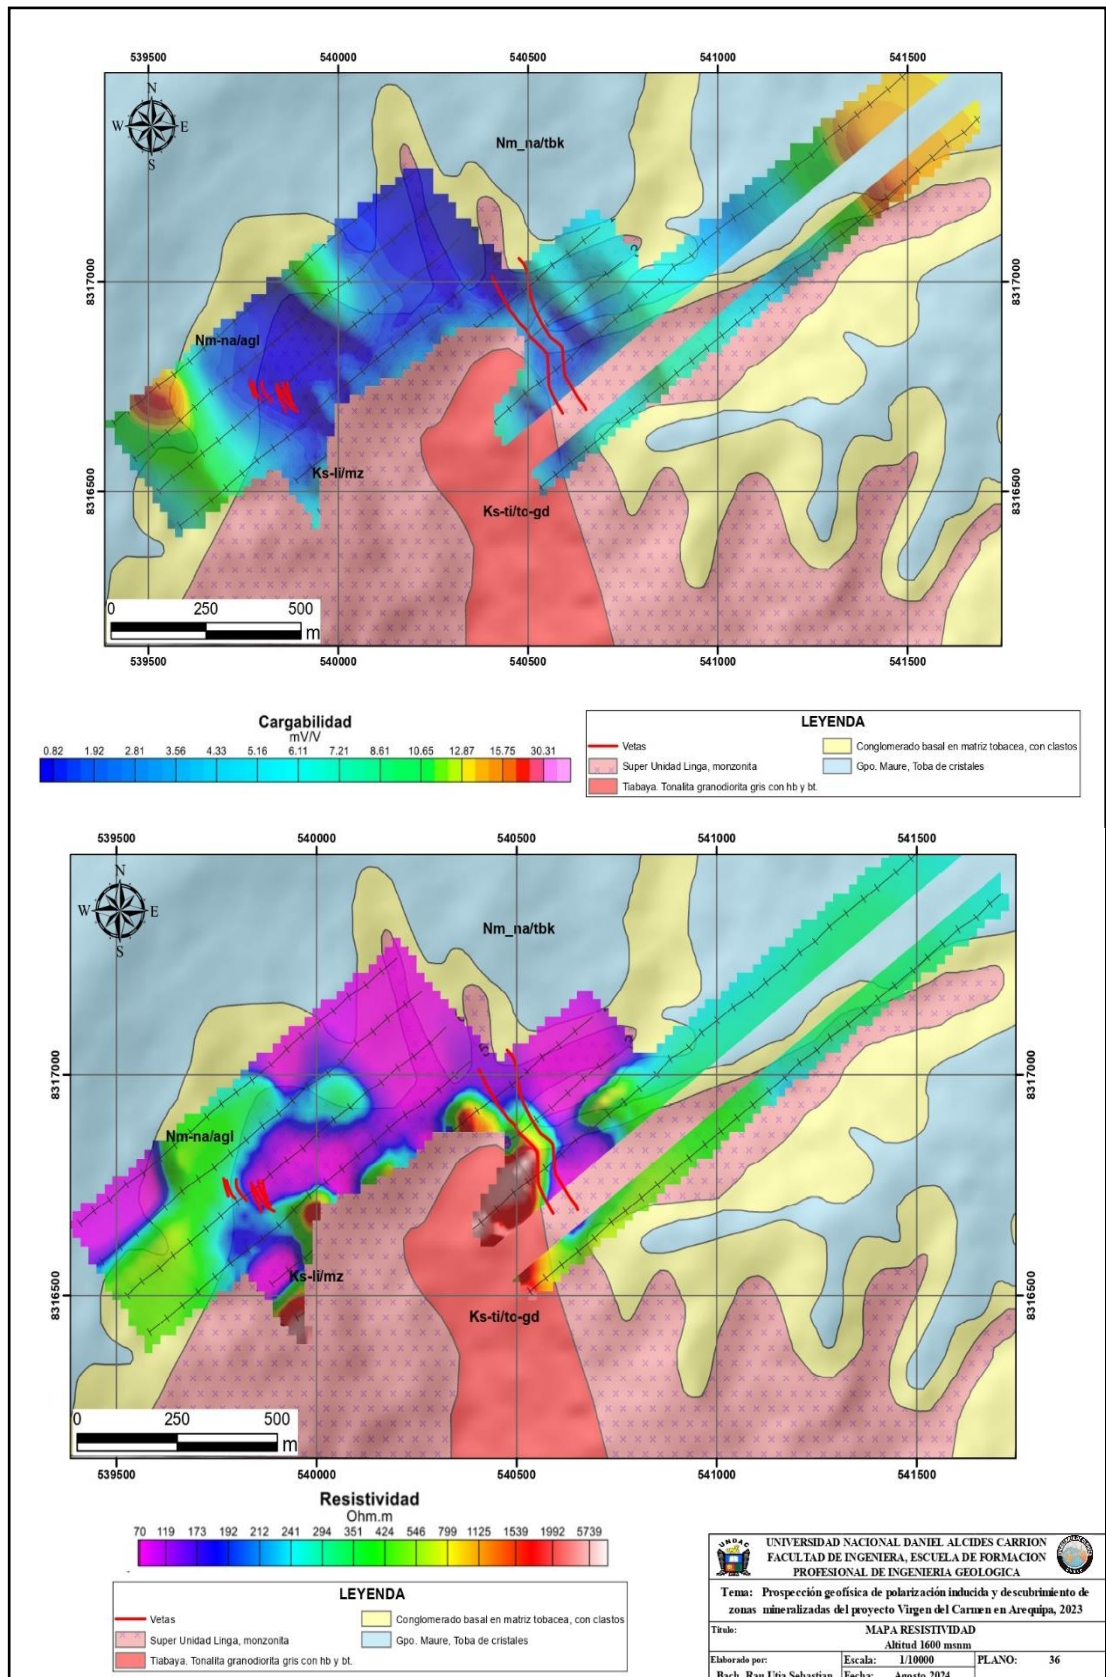 539500 540000 540500 541000 541500
N
W E
S
Nm_na/tbk
8317000 8317000
Nm-na/agl
Ks-li/mz
8316500 8316500
Ks-ti/to-gd
0 250 500
m
539500 540000 540500 541000 541500
Cargabilidad
mV/V
0.82 1.92 2.81 3.56 4.33 5.16 6.11 7.21 8.61 10.65 12.87 15.75 30.31
LEYENDA
Vetas
Conglomerado basal en matriz tobacea, con clastos
Super Unidad Linga, monzonita
Gpo. Maure, Toba de cristales
Tiabaya. Tonalita granodiorita gris con hb y bt.
539500 540000 540500 541000 541500
N
W E
S
Nm_na/tbk
8317000 8317000
Nm-na/agl
Ks-li/mz
8316500 8316500
Ks-ti/to-gd
0 250 500
m
539500 540000 540500 541000 541500
Resistividad
Ohm.m
70 119 173 192 212 241 294 351 424 546 799 1125 1539 1992 5739
LEYENDA
Vetas
Conglomerado basal en matriz tobacea, con clastos
Super Unidad Linga, monzonita
Gpo. Maure, Toba de cristales
Tiabaya. Tonalita granodiorita gris con hb y bt.
UNDAC
UNIVERSIDAD NACIONAL DANIEL ALCIDES CARRION
FACULTAD DE INGENIERA, ESCUELA DE FORMACION
PROFESIONAL DE INGENIERIA GEOLOGICA
Tema: Prospección geofísica de polarización inducida y descubrimiento de
zonas mineralizadas del proyecto Virgen del Carmen en Arequipa, 2023
Título: MAPA RESISTIVIDAD
Altitud 1600 msnm
Elaborado por: Escala: 1/10000 PLANO: 36
Bach. Rau Utia Sebastian Fecha: Agosto 2024